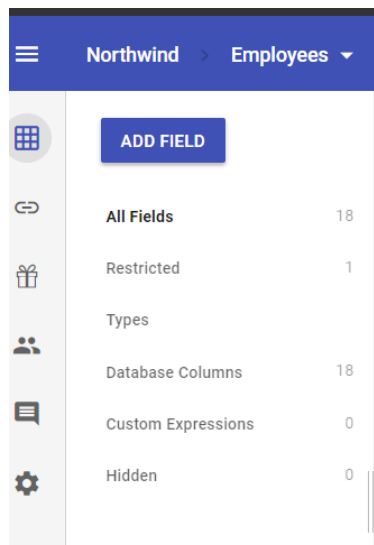 Northwind > Employees
ADD FIELD
All Fields 18
Restricted 1
Types
Database Columns 18
Custom Expressions 0
Hidden 0